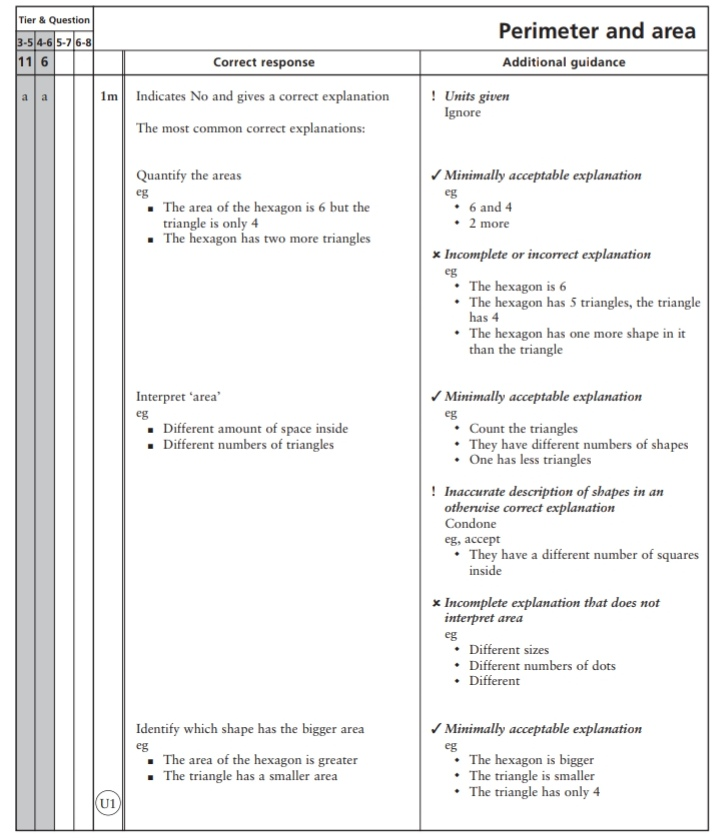 Tier & Question
Perimeter and area
3-5 4-6 5-7 6-8
11 6
Correct response
Additional guidance
a a
1m
Indicates No and gives a correct explanation
! Units given
Ignore
The most common correct explanations:
Quantify the areas
eg
▪ The area of the hexagon is 6 but the
triangle is only 4
▪ The hexagon has two more triangles
✓ Minimally acceptable explanation
eg
• 6 and 4
• 2 more
× Incomplete or incorrect explanation
eg
• The hexagon is 6
• The hexagon has 5 triangles, the triangle
has 4
• The hexagon has one more shape in it
than the triangle
Interpret ‘area’
eg
▪ Different amount of space inside
▪ Different numbers of triangles
✓ Minimally acceptable explanation
eg
• Count the triangles
• They have different numbers of shapes
• One has less triangles
! Inaccurate description of shapes in an
otherwise correct explanation
Condone
eg, accept
• They have a different number of squares
inside
× Incomplete explanation that does not
interpret area
eg
• Different sizes
• Different numbers of dots
• Different
Identify which shape has the bigger area
eg
▪ The area of the hexagon is greater
▪ The triangle has a smaller area
✓ Minimally acceptable explanation
eg
• The hexagon is bigger
• The triangle is smaller
• The triangle has only 4
U1